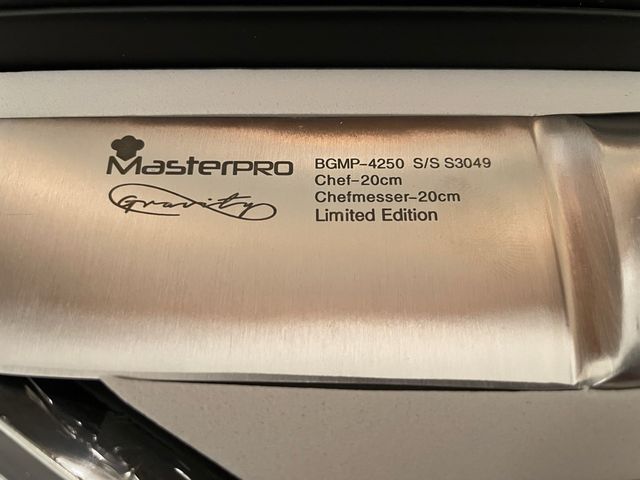 MasterPRO
Gravity
BGMP-4250 S/S S3049
Chef-20cm
Chefmesser-20cm
Limited Edition